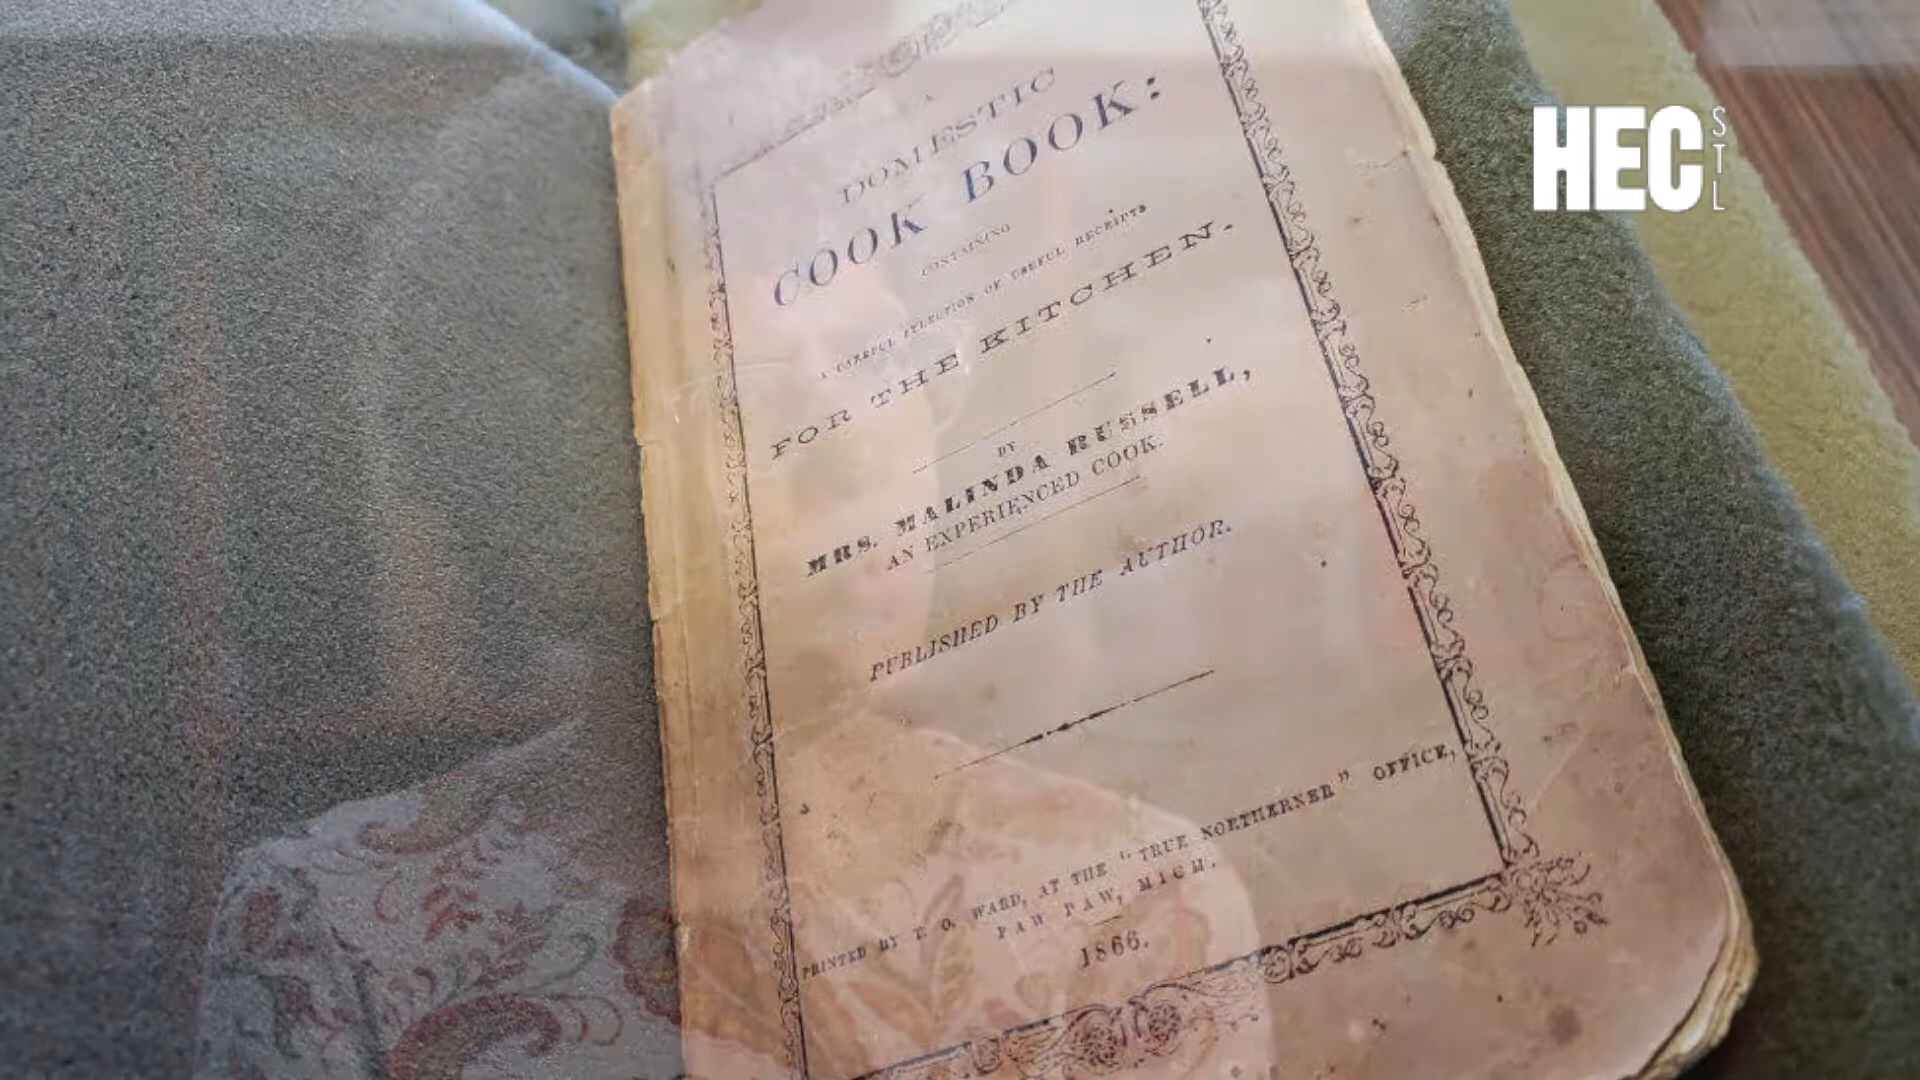 A
DOMESTIC
COOK BOOK:
CONTAINING
A CAREFUL SELECTION OF USEFUL RECEIPTS
FOR THE KITCHEN.
BY
MRS. MALINDA RUSSELL,
AN EXPERIENCED COOK.
PUBLISHED BY THE AUTHOR.
PRINTED BY T. O. WARD, AT THE "TRUE NORTHERNER" OFFICE,
PAW PAW, MICH.
1866.
HEC STL